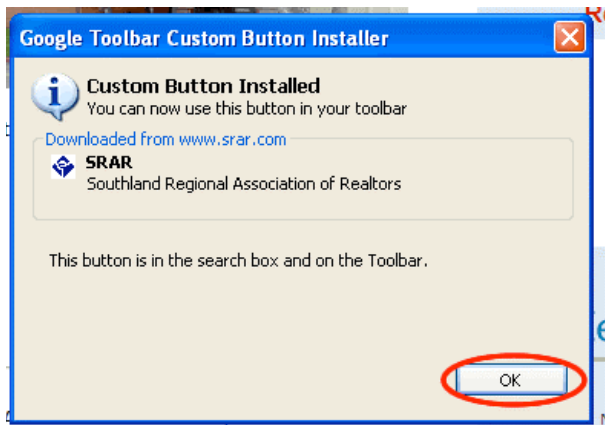 Google Toolbar Custom Button Installer
Custom Button Installed
You can now use this button in your toolbar
Downloaded from www.srar.com
SRAR
Southland Regional Association of Realtors
This button is in the search box and on the Toolbar.
OK